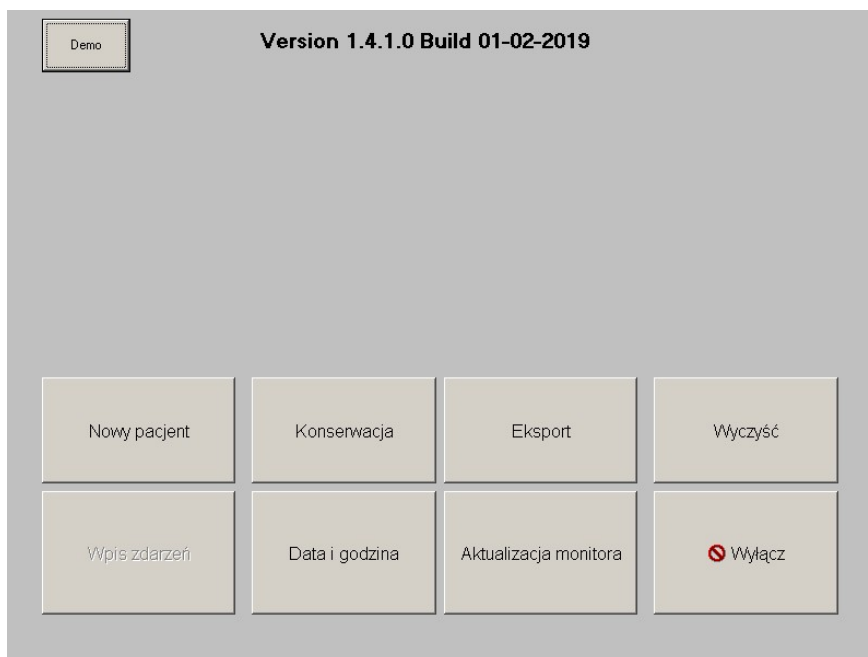 Demo
Version 1.4.1.0 Build 01-02-2019
Nowy pacjent
Konserwacja
Eksport
Wyczyść
Wpis zdarzeń
Data i godzina
Aktualizacja monitora
Wyłącz